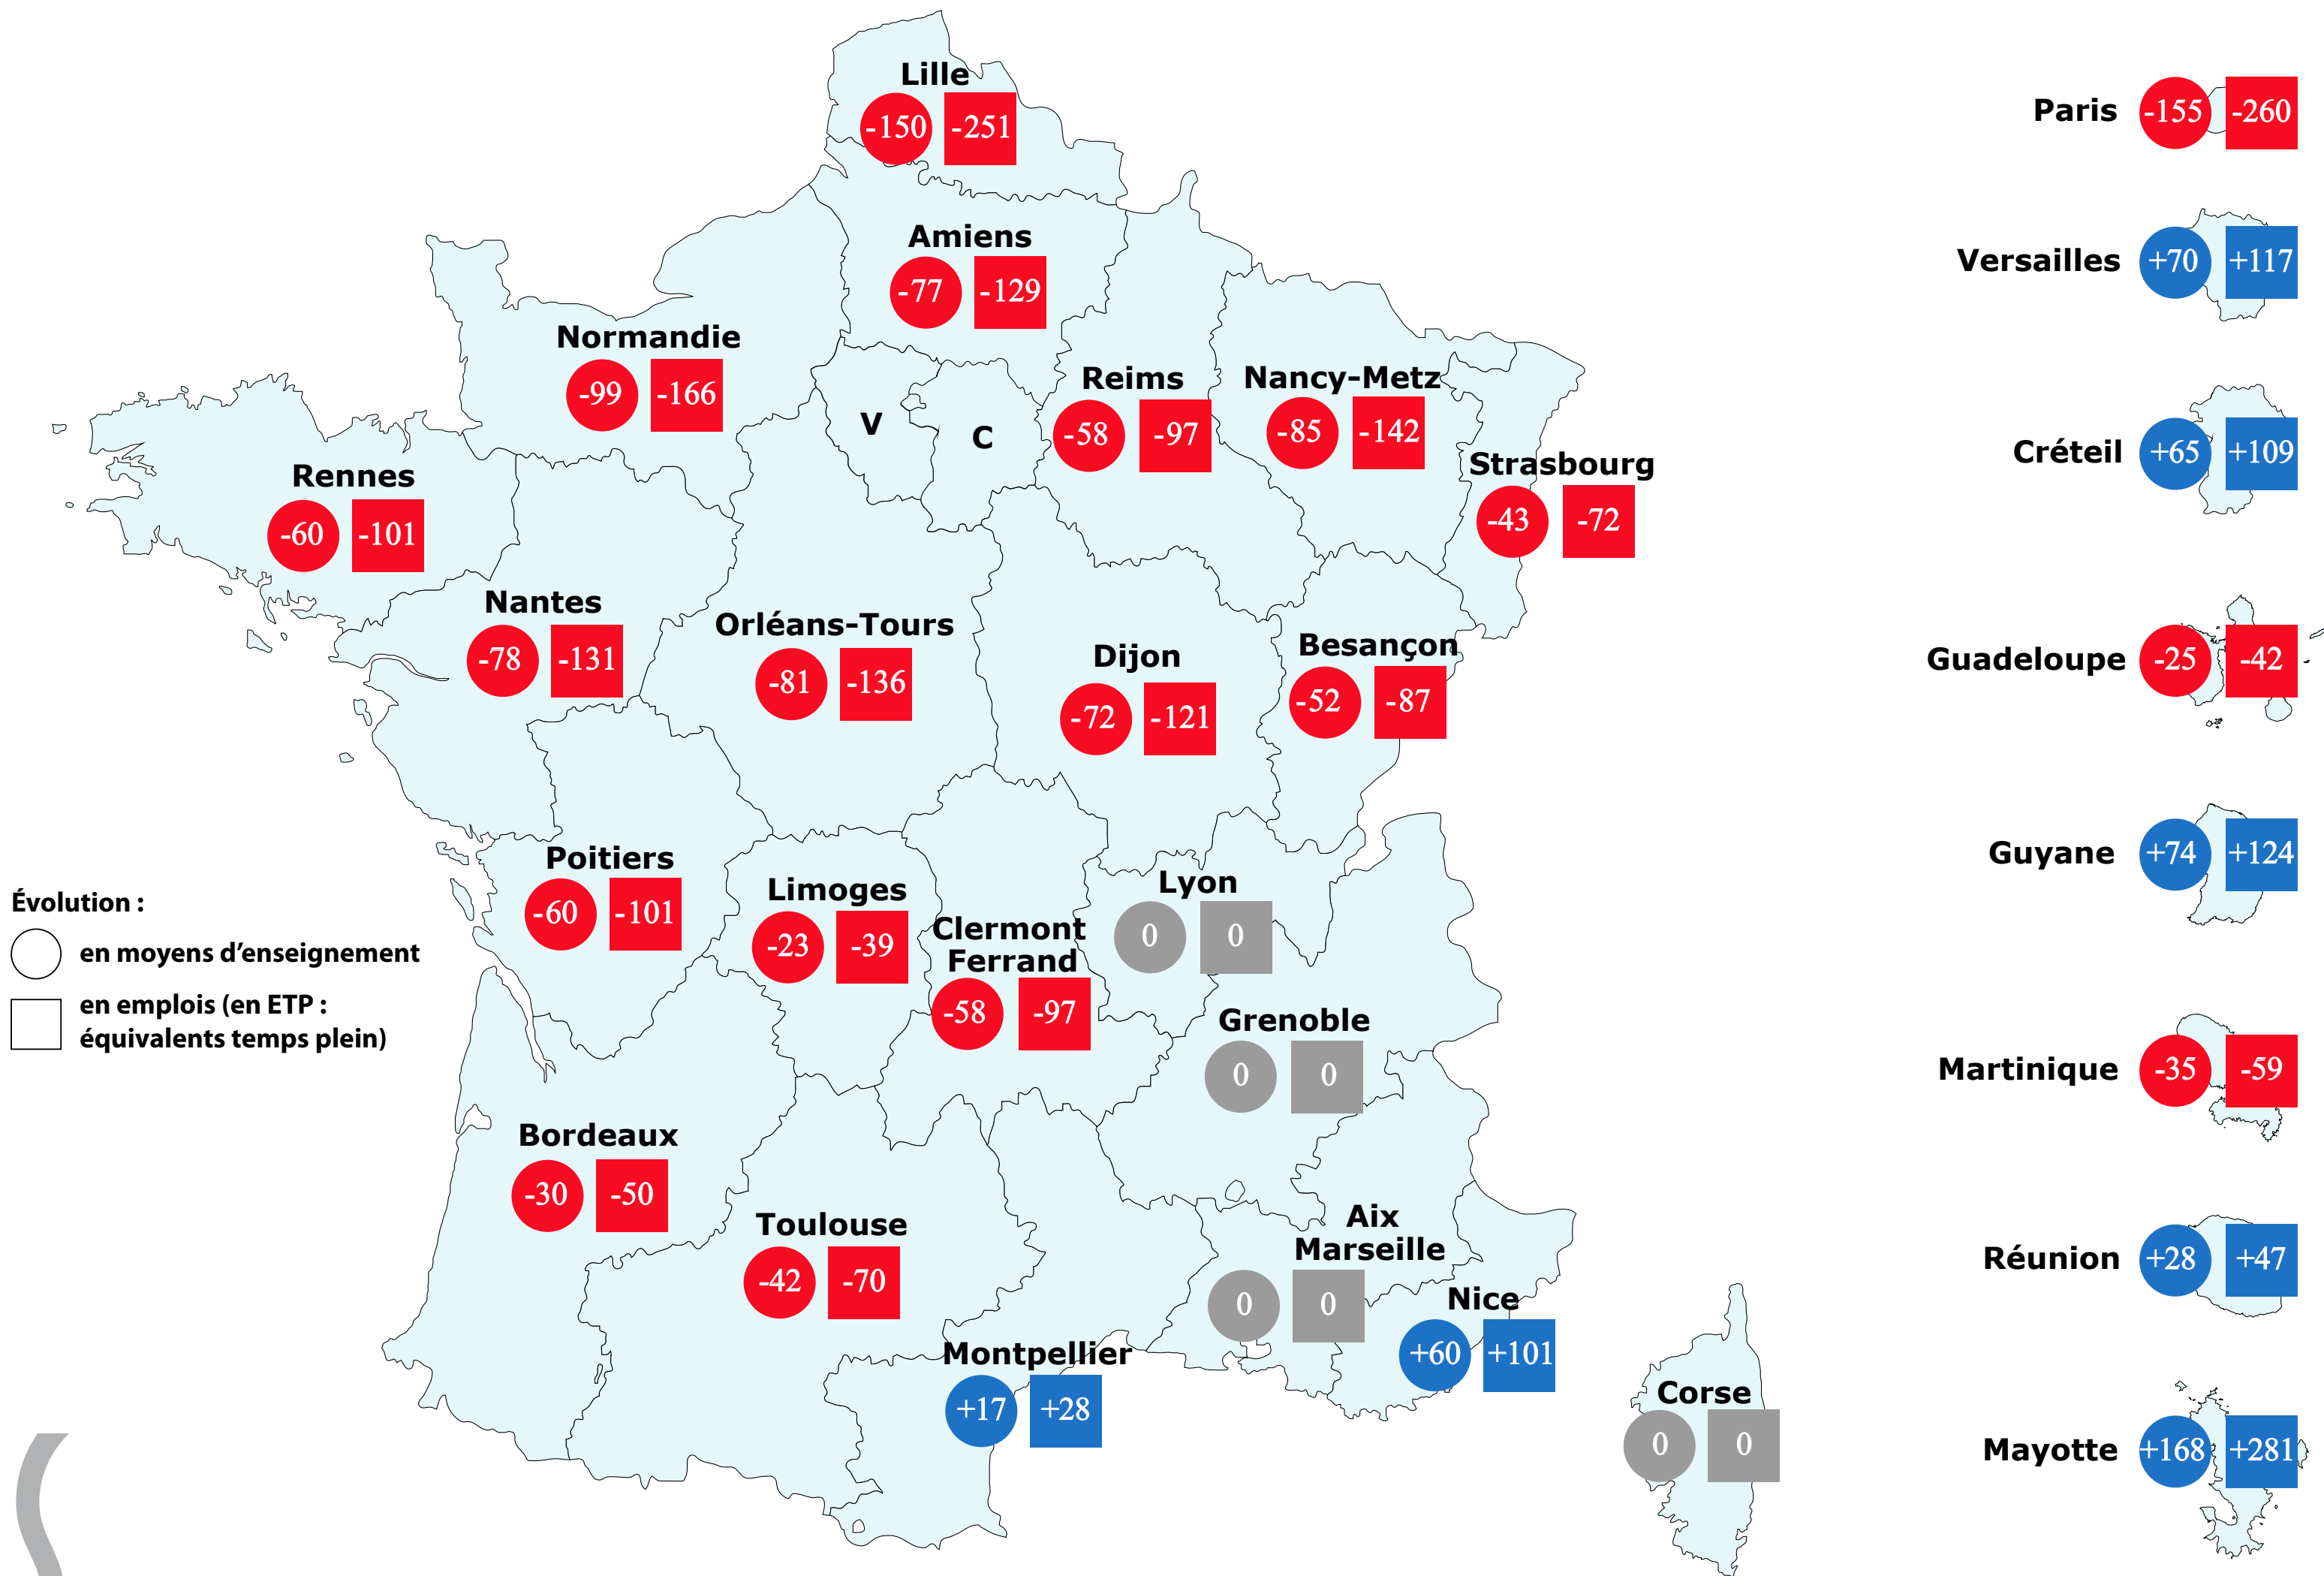 Lille
-150 -251
Paris -155 -260
Amiens
-77 -129
Versailles +70 +117
Normandie
-99 -166
Reims
-58 -97
Nancy-Metz
-85 -142
V
C
Créteil +65 +109
Strasbourg
-43 -72
Rennes
-60 -101
Nantes
-78 -131
Orléans-Tours
-81 -136
Dijon
-72 -121
Besançon
-52 -87
Guadeloupe -25 -42
Poitiers
-60 -101
Limoges
-23 -39
Clermont
Ferrand
-58 -97
Lyon
0 0
Guyane +74 +124
Évolution :
en moyens d’enseignement
en emplois (en ETP :
équivalents temps plein)
Grenoble
0 0
Martinique -35 -59
Bordeaux
-30 -50
Toulouse
-42 -70
Aix
Marseille
0 0
Réunion +28 +47
Nice
+60 +101
Montpellier
+17 +28
Corse
0 0
Mayotte +168 +281